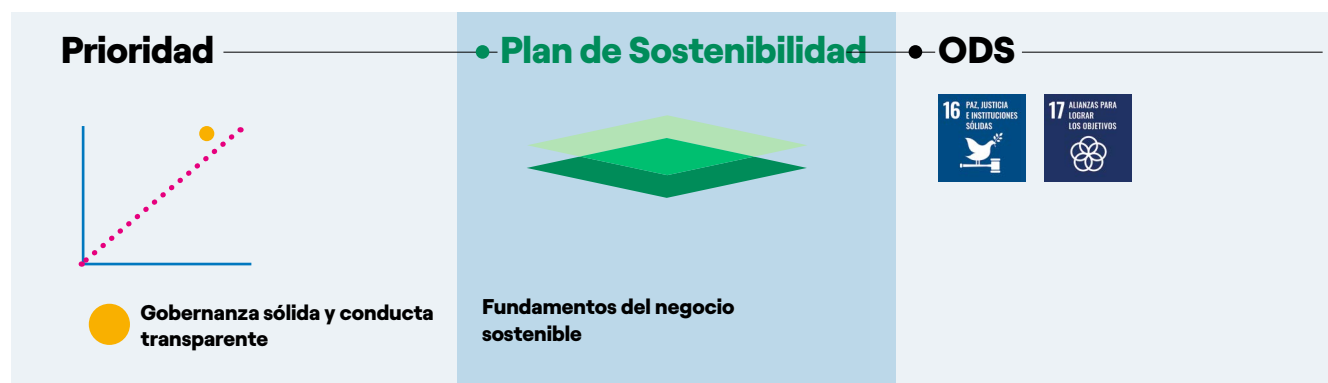 Prioridad
Plan de Sostenibilidad
ODS
16 PAZ, JUSTICIA
E INSTITUCIONES
SÓLIDAS
17 ALIANZAS PARA
LOGRAR
LOS OBJETIVOS
Gobernanza sólida y conducta
transparente
Fundamentos del negocio
sostenible